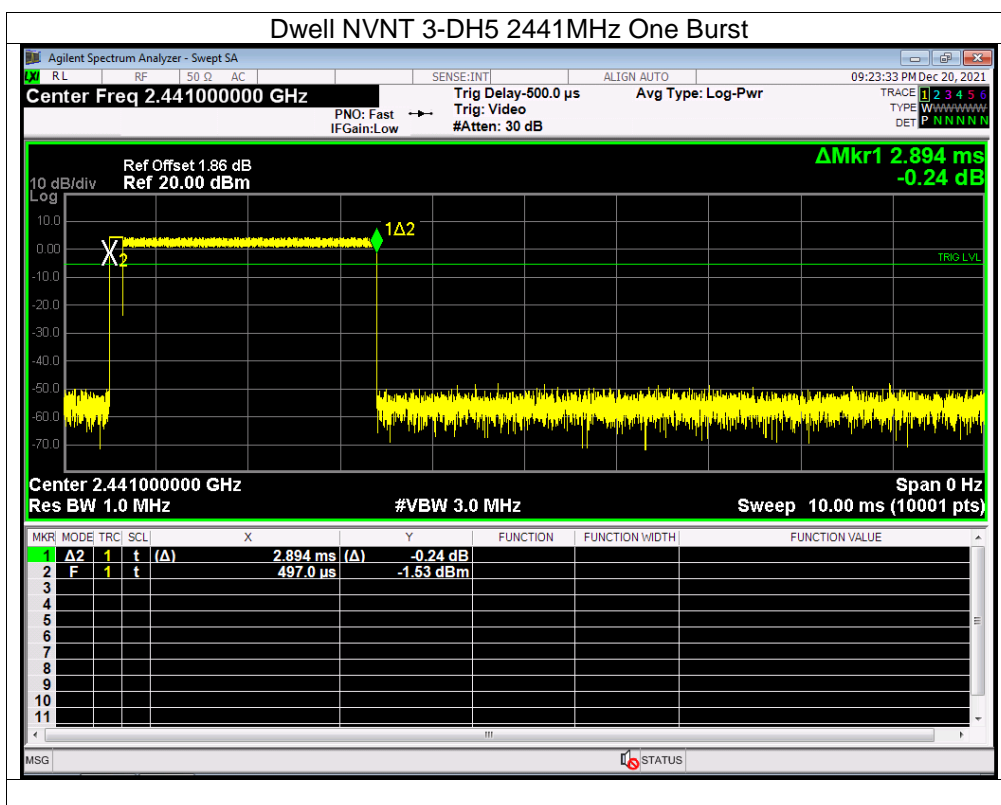 Dwell NVNT 3-DH5 2441MHz One Burst
Agilent Spectrum Analyzer - Swept SA
LXI RL RF 50 Ω AC SENSE:INT ALIGN AUTO 09:23:33 PM Dec 20, 2021
Center Freq 2.441000000 GHz
PNO: Fast
IFGain:Low
Trig Delay-500.0 µs
Trig: Video
#Atten: 30 dB
Avg Type: Log-Pwr
TRACE 1 2 3 4 5 6
TYPE WWWWWW
DET P N N N N N
ΔMkr1 2.894 ms
-0.24 dB
Ref Offset 1.86 dB
10 dB/div Ref 20.00 dBm
Log
10.0
0.00
-10.0
-20.0
-30.0
-40.0
-50.0
-60.0
-70.0
1Δ2
2
TRIG LVL
Center 2.441000000 GHz Span 0 Hz
Res BW 1.0 MHz #VBW 3.0 MHz Sweep 10.00 ms (10001 pts)
MKR MODE TRC SCL X Y FUNCTION FUNCTION WIDTH FUNCTION VALUE
1 Δ2 1 t (Δ) 2.894 ms (Δ) -0.24 dB
2 F 1 t 497.0 µs -1.53 dBm
3
4
5
6
7
8
9
10
11
MSG STATUS